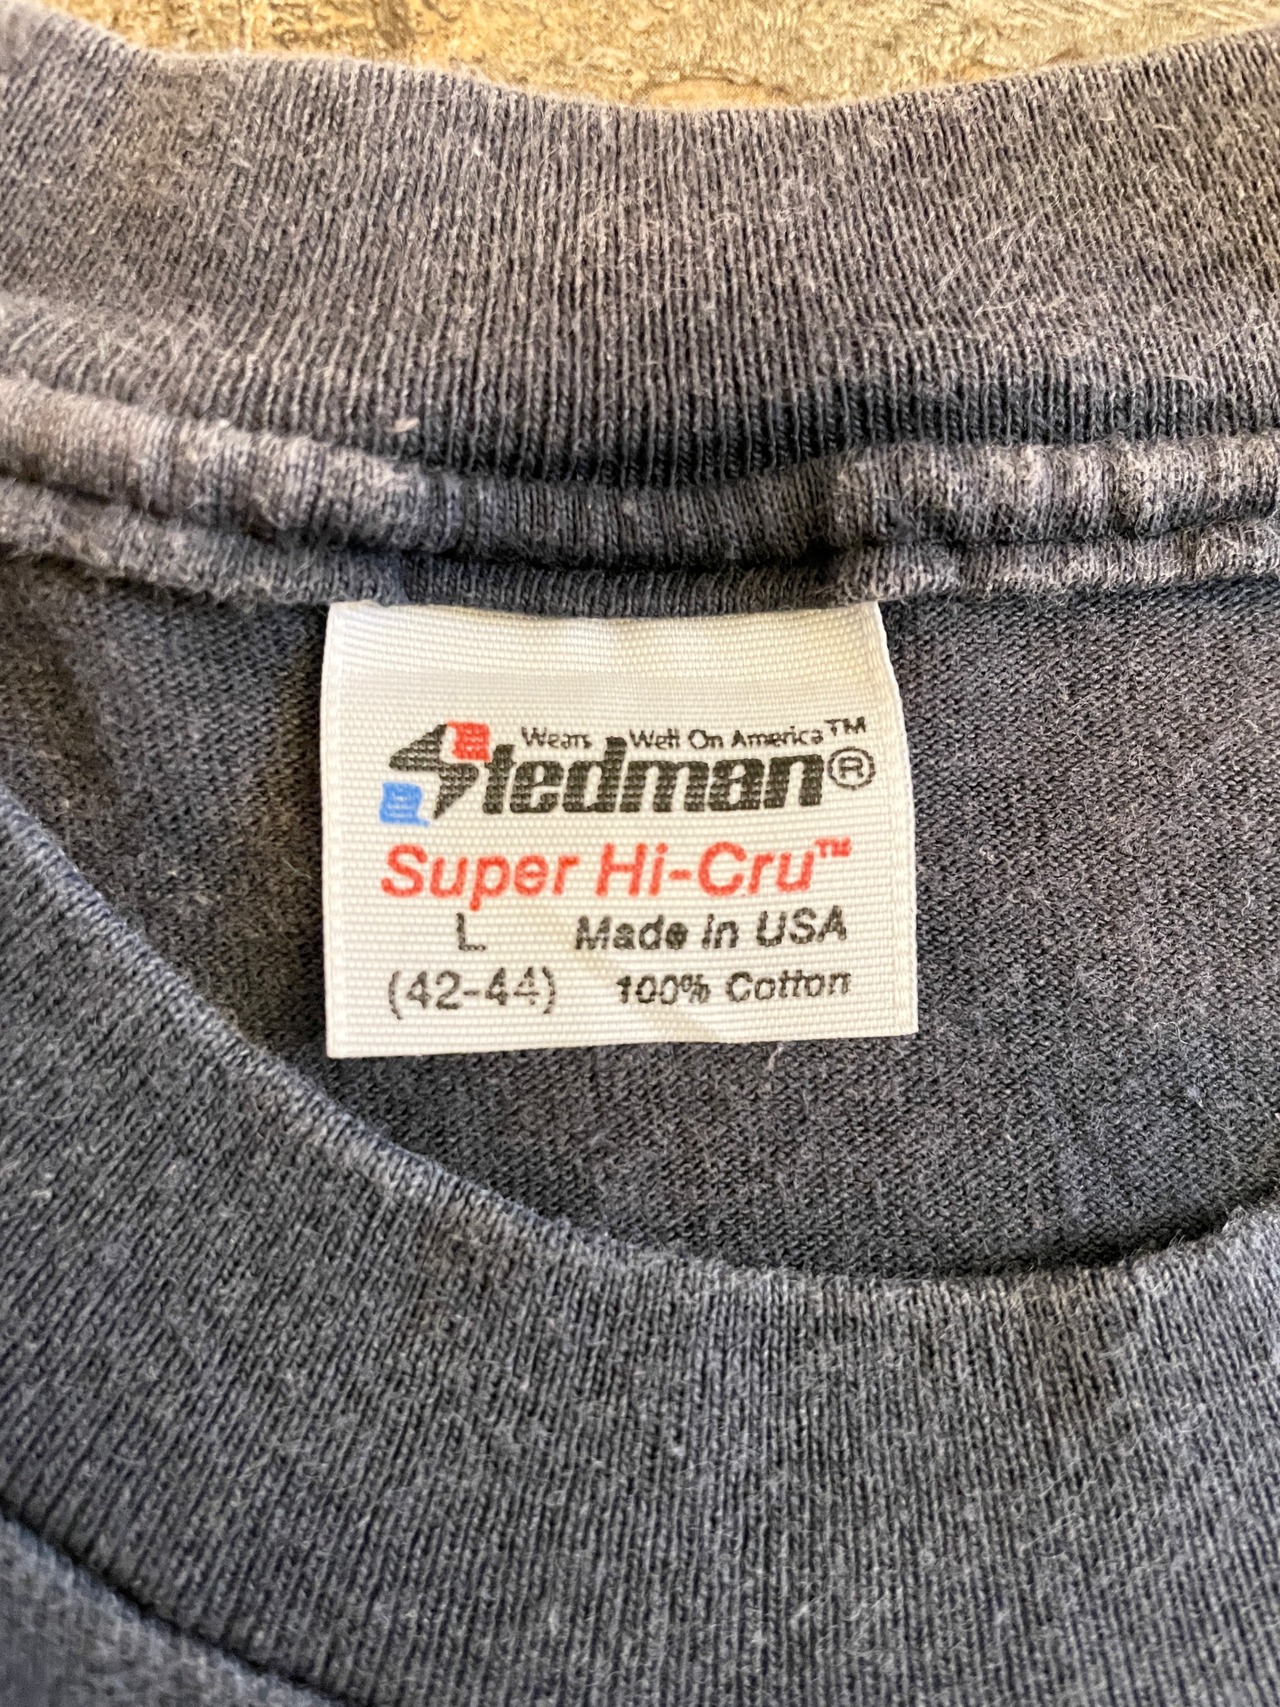 Wears Well On America™
Stedman®
Super Hi-Cru™
L Made in USA
(42-44) 100% Cotton